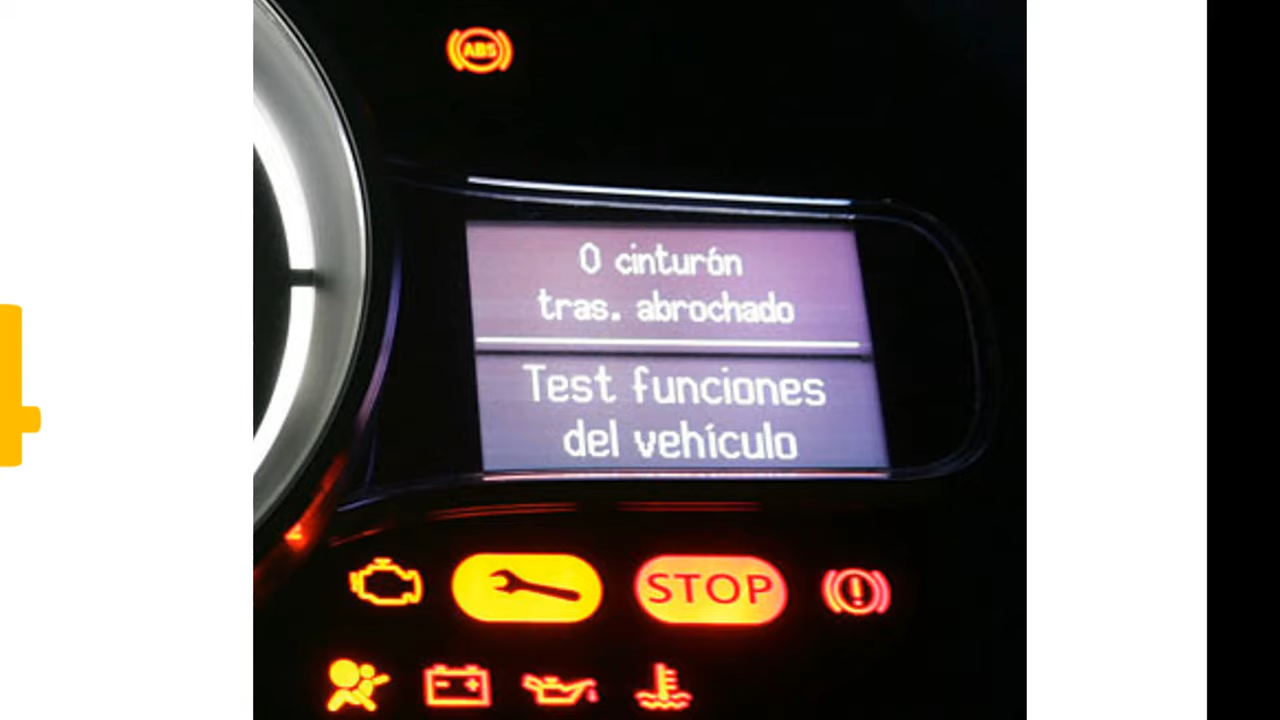 ABS
0 cinturón
tras. abrochado
Test funciones
del vehículo
STOP